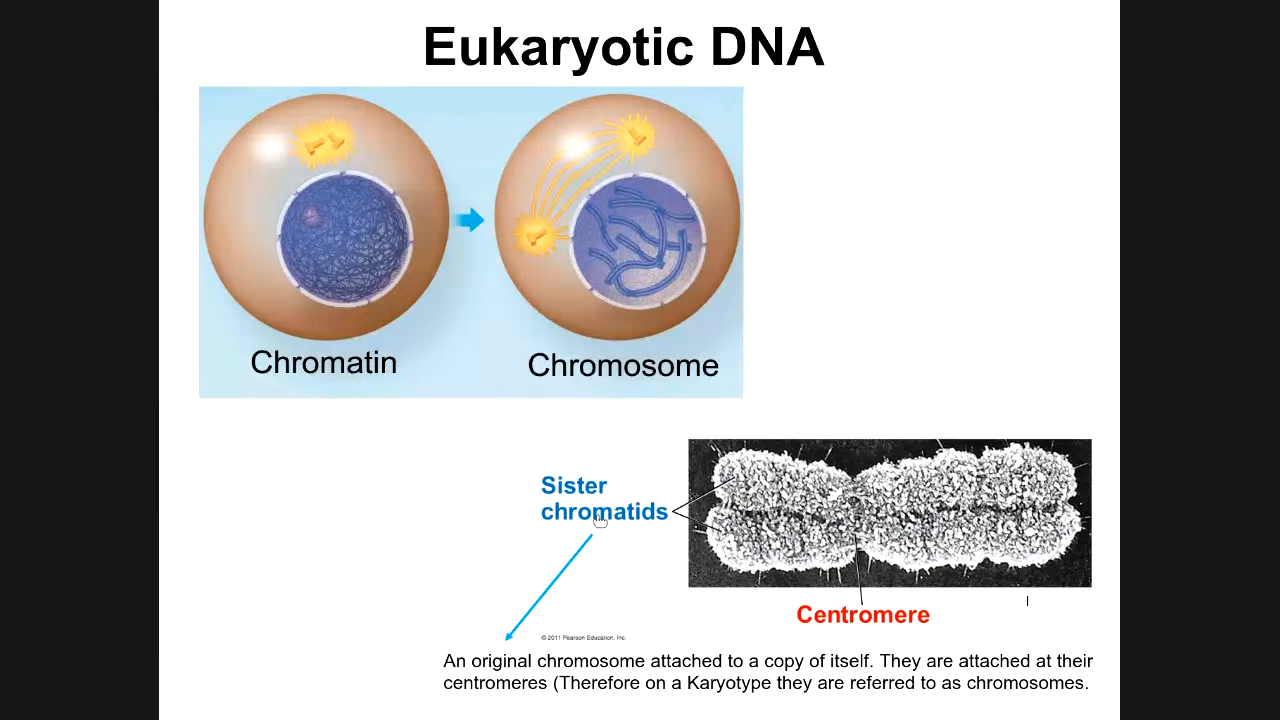 Eukaryotic DNA
Chromatin
Chromosome
Sister
chromatids
Centromere
© 2011 Pearson Education, Inc.
An original chromosome attached to a copy of itself. They are attached at their
centromeres (Therefore on a Karyotype they are referred to as chromosomes.